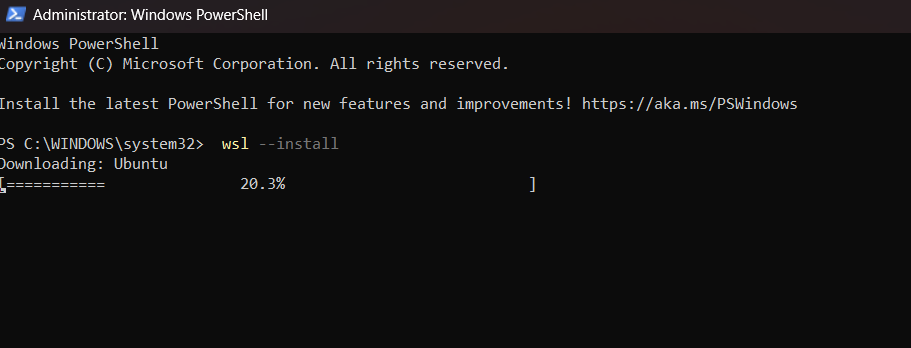 Administrator: Windows PowerShell
Windows PowerShell
Copyright (C) Microsoft Corporation. All rights reserved.
Install the latest PowerShell for new features and improvements! https://aka.ms/PSWindows
PS C:\WINDOWS\system32>  wsl --install
Downloading: Ubuntu
[===========               20.3%                           ]